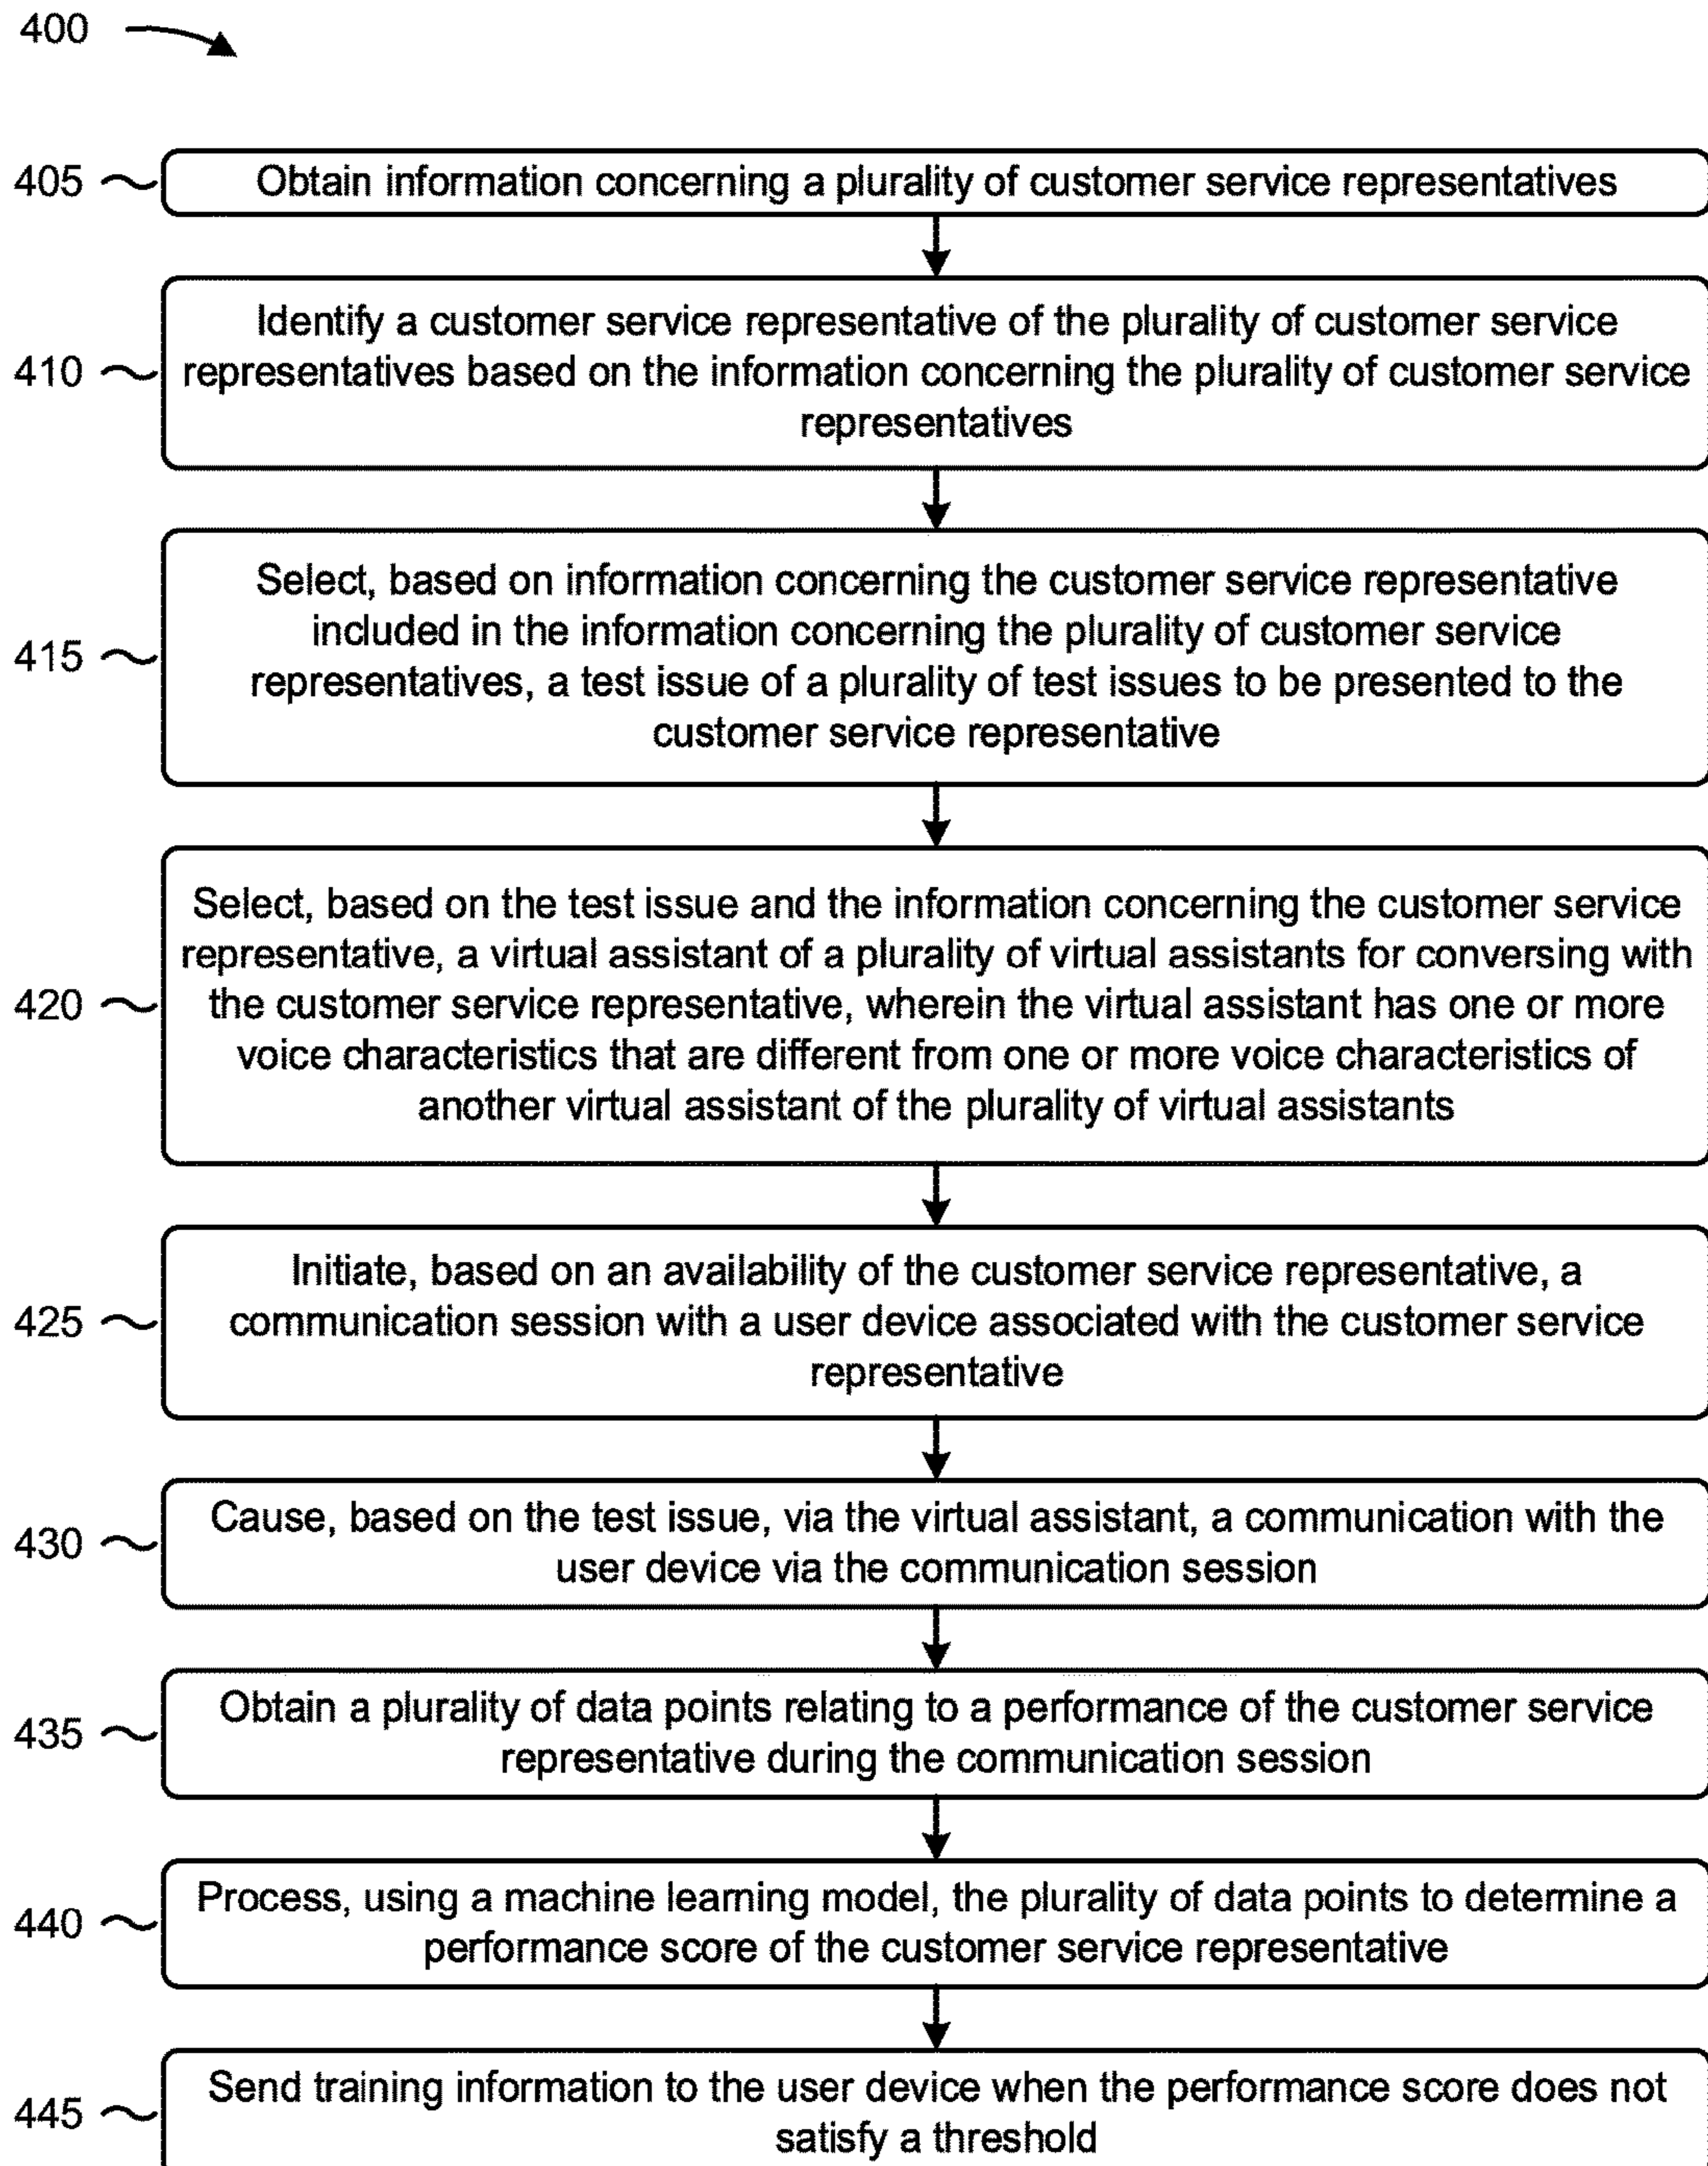 400
405
Obtain information concerning a plurality of customer service representatives
410
Identify a customer service representative of the plurality of customer service
representatives based on the information concerning the plurality of customer service
representatives
415
Select, based on information concerning the customer service representative
included in the information concerning the plurality of customer service
representatives, a test issue of a plurality of test issues to be presented to the
customer service representative
420
Select, based on the test issue and the information concerning the customer service
representative, a virtual assistant of a plurality of virtual assistants for conversing with
the customer service representative, wherein the virtual assistant has one or more
voice characteristics that are different from one or more voice characteristics of
another virtual assistant of the plurality of virtual assistants
425
Initiate, based on an availability of the customer service representative, a
communication session with a user device associated with the customer service
representative
430
Cause, based on the test issue, via the virtual assistant, a communication with the
user device via the communication session
435
Obtain a plurality of data points relating to a performance of the customer service
representative during the communication session
440
Process, using a machine learning model, the plurality of data points to determine a
performance score of the customer service representative
445
Send training information to the user device when the performance score does not
satisfy a threshold